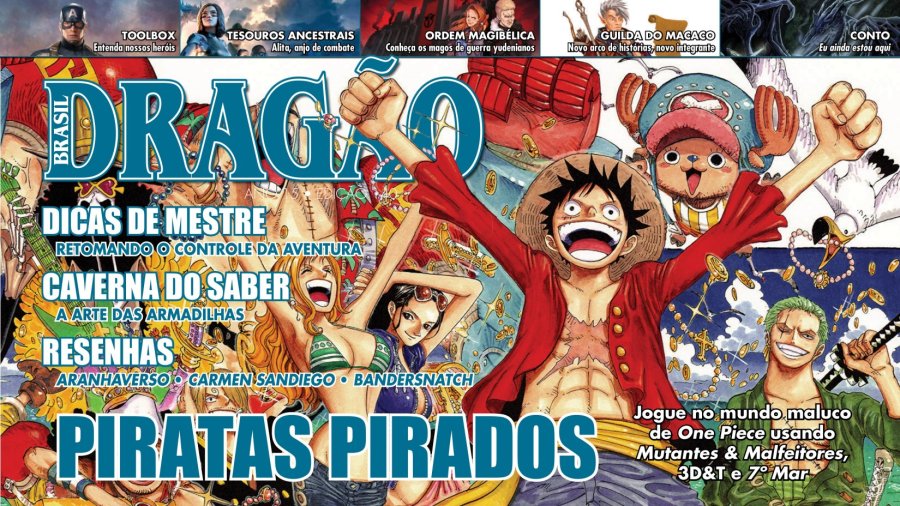 TOOLBOX
Entenda nossos heróis
TESOUROS ANCESTRAIS
Alita, anjo de combate
ORDEM MAGIBÉLICA
Conheça os magos de guerra yudenianos
GUILDA DO MACACO
Novo arco de histórias, novo integrante
CONTO
Eu ainda estou aqui
DRAGÃO
BRASIL
DICAS DE MESTRE
RETOMANDO O CONTROLE DA AVENTURA
CAVERNA DO SABER
A ARTE DAS ARMADILHAS
RESENHAS
ARANHAVERSO • CARMEN SANDIEGO • BANDERSNATCH
PIRATAS PIRADOS
Jogue no mundo maluco
de One Piece usando
Mutantes & Malfeitores,
3D&T e 7º Mar